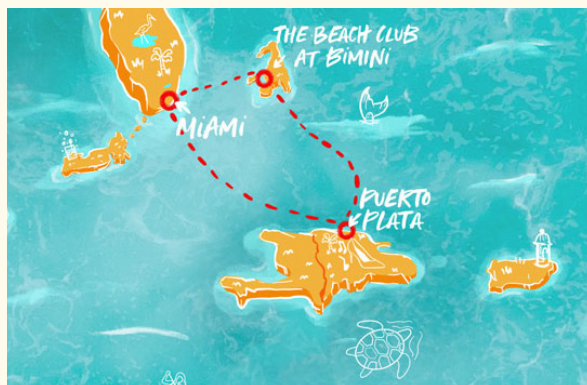 THE BEACH CLUB
AT BIMINI
MIAMI
PUERTO
PLATA